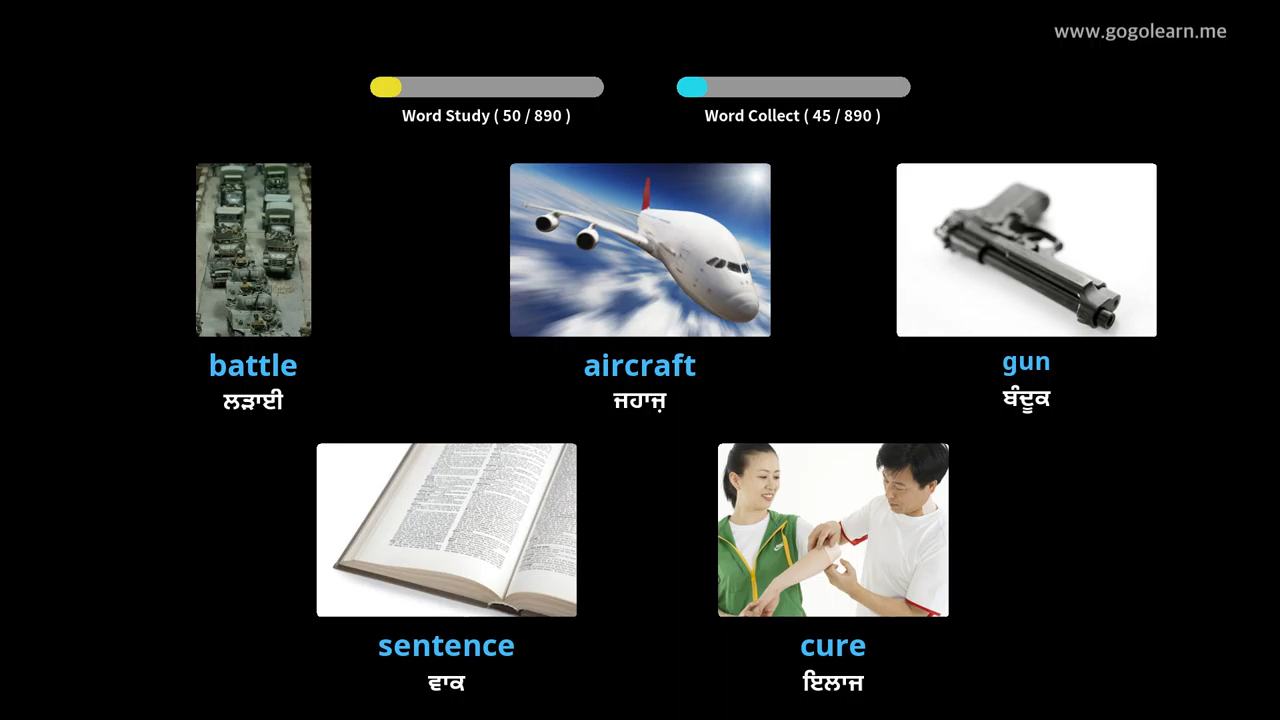 www.gogolearn.me
Word Study ( 50 / 890 )
Word Collect ( 45 / 890 )
battle
ਲੜਾਈ
aircraft
ਜਹਾਜ਼
gun
ਬੰਦੂਕ
sentence
ਵਾਕ
cure
ਇਲਾਜ